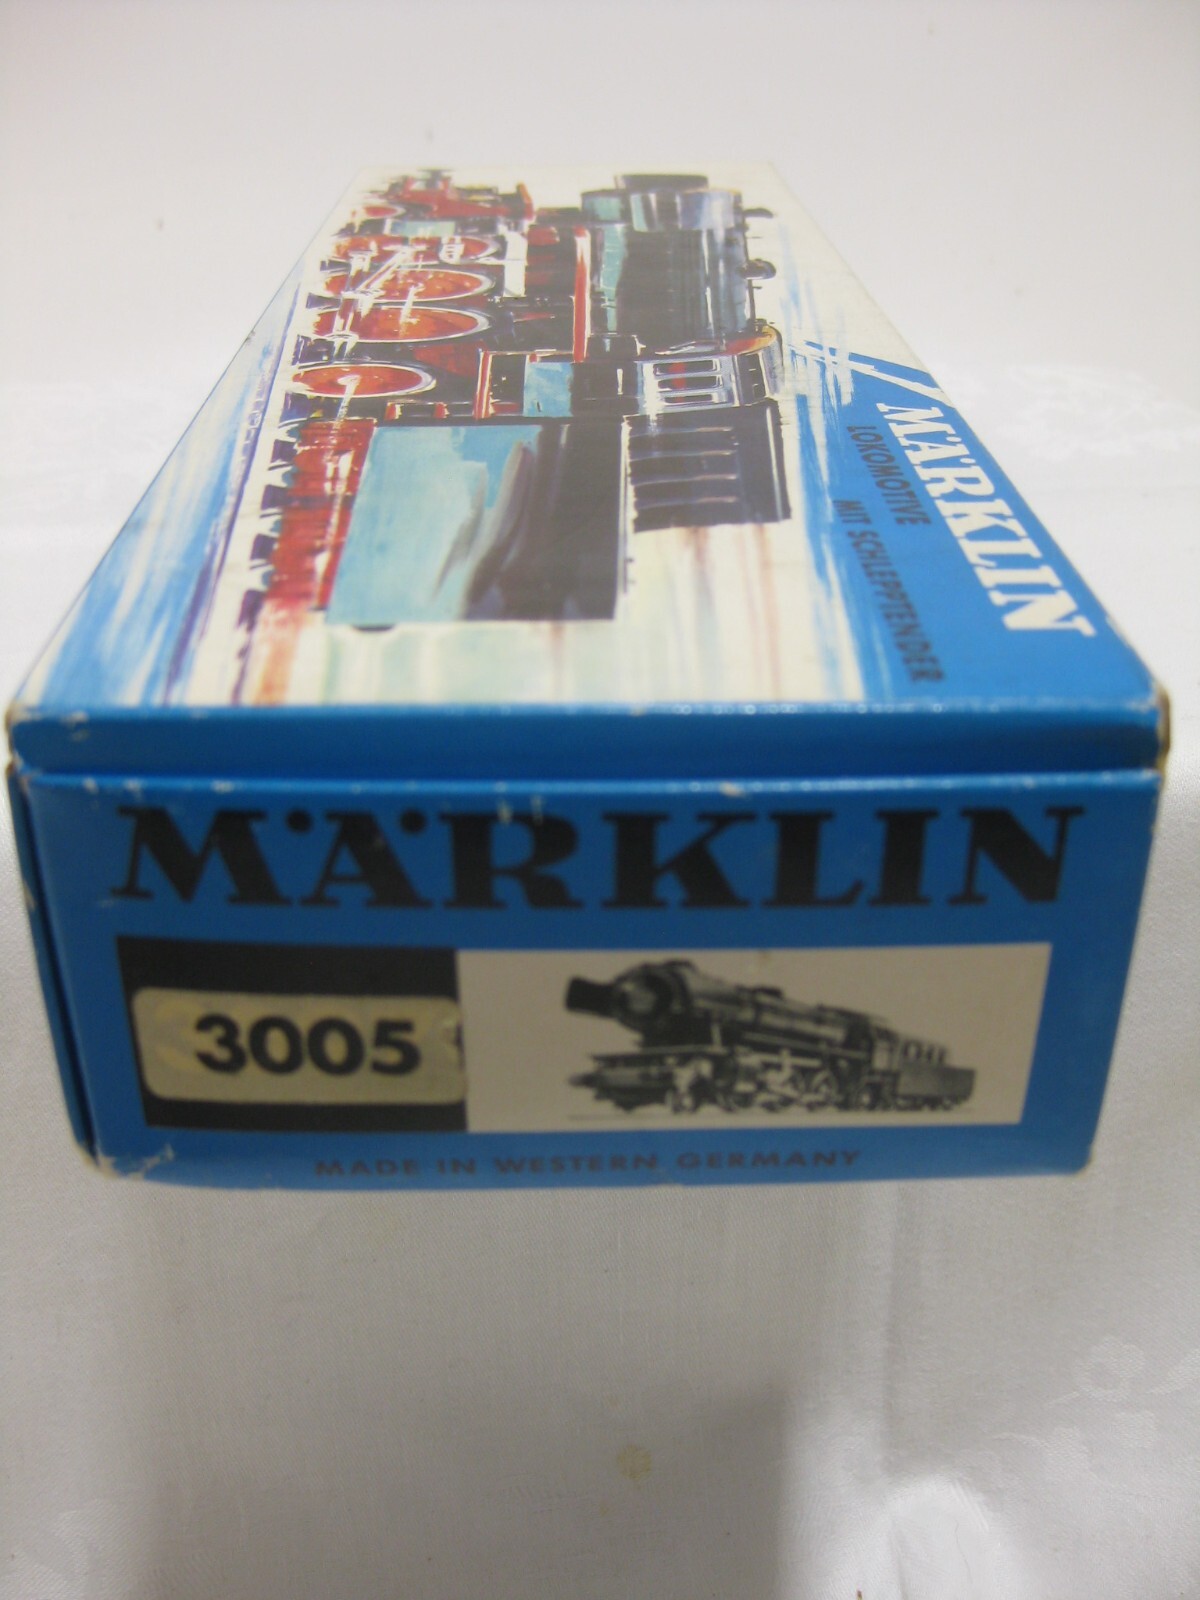 MÄRKLIN
LOKOMOTIVE MIT SCHLEPPTENDER
MÄRKLIN
3005
MADE IN WESTERN GERMANY